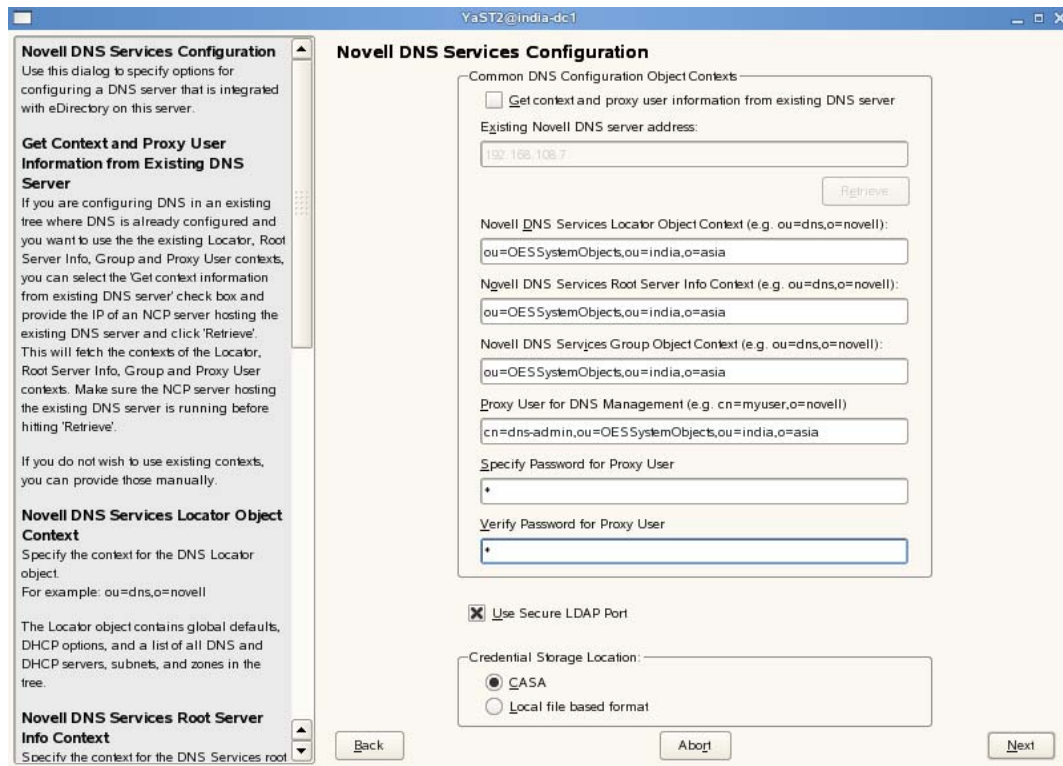 YaST2@india-dc1
Novell DNS Services Configuration
Use this dialog to specify options for
configuring a DNS server that is integrated
with eDirectory on this server.
Get Context and Proxy User
Information from Existing DNS
Server
If you are configuring DNS in an existing
tree where DNS is already configured and
you want to use the the existing Locator, Root
Server Info, Group and Proxy User contexts,
you can select the 'Get context information
from existing DNS server' check box and
provide the IP of an NCP server hosting the
existing DNS server and click 'Retrieve'.
This will fetch the contexts of the Locator,
Root Server Info, Group and Proxy User
contexts. Make sure the NCP server hosting
the existing DNS server is running before
hitting 'Retrieve'.
If you do not wish to use existing contexts,
you can provide those manually.
Novell DNS Services Locator Object
Context
Specify the context for the DNS Locator
object.
For example: ou=dns,o=novell
The Locator object contains global defaults,
DHCP options, and a list of all DNS and
DHCP servers, subnets, and zones in the
tree.
Novell DNS Services Root Server
Info Context
Specify the context for the DNS Services root
Novell DNS Services Configuration
Common DNS Configuration Object Contexts
Get context and proxy user information from existing DNS server
Existing Novell DNS server address:
192.168.108.7
Retrieve
Novell DNS Services Locator Object Context (e.g. ou=dns,o=novell):
ou=OESSystemObjects,ou=india,o=asia
Novell DNS Services Root Server Info Context (e.g. ou=dns,o=novell):
ou=OESSystemObjects,ou=india,o=asia
Novell DNS Services Group Object Context (e.g. ou=dns,o=novell):
ou=OESSystemObjects,ou=india,o=asia
Proxy User for DNS Management (e.g. cn=myuser,o=novell)
cn=dns-admin,ou=OESSystemObjects,ou=india,o=asia
Specify Password for Proxy User
*
Verify Password for Proxy User
*
Use Secure LDAP Port
Credential Storage Location:
CASA
Local file based format
Back
Abort
Next